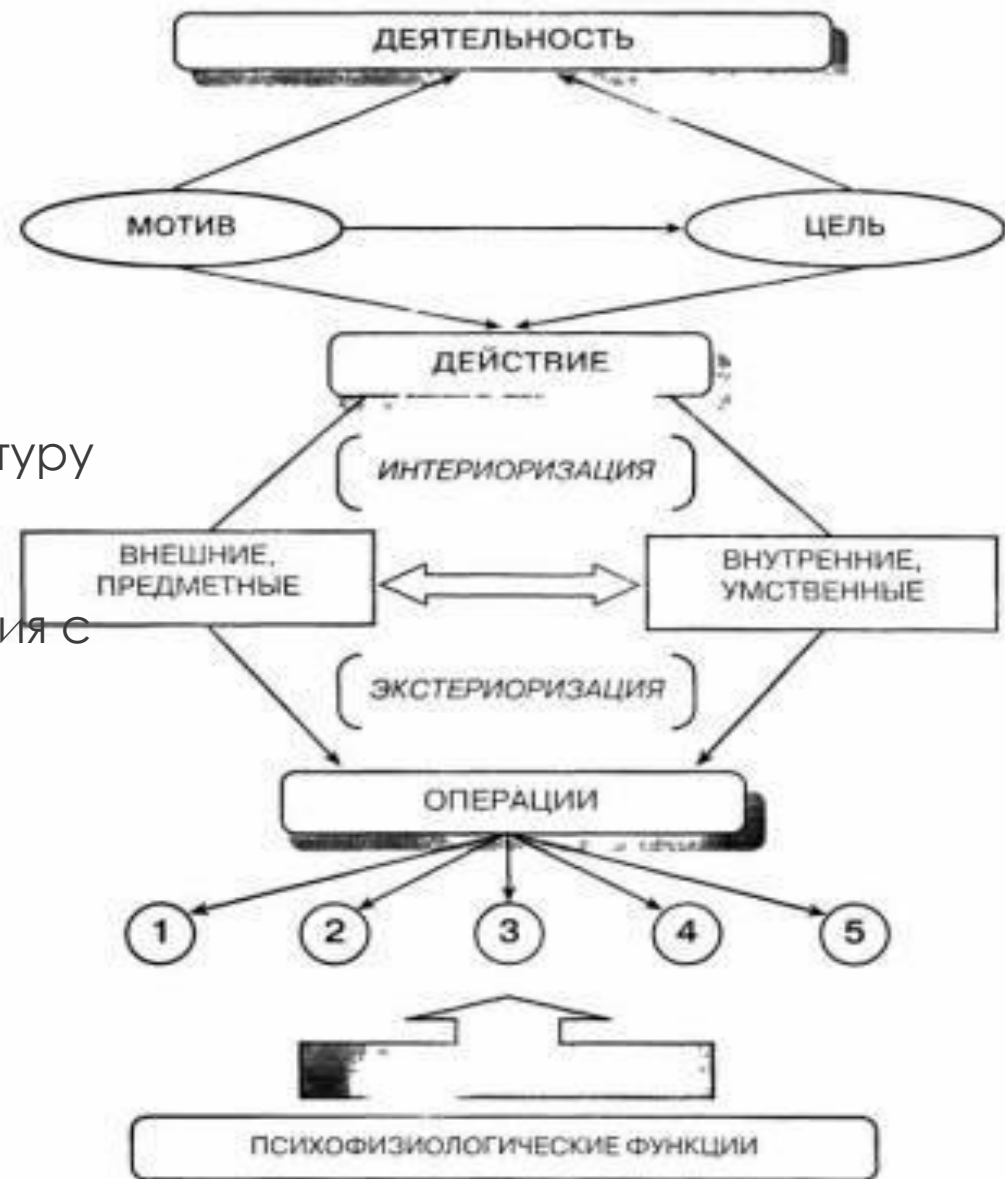 ДЕЯТЕЛЬНОСТЬ
МОТИВ
ЦЕЛЬ
ДЕЙСТВИЕ
туру
ИНТЕРИОРИЗАЦИЯ
ВНЕШНИЕ,
ПРЕДМЕТНЫЕ
ВНУТРЕННИЕ,
УМСТВЕННЫЕ
ия с
ЭКСТЕРИОРИЗАЦИЯ
ОПЕРАЦИИ
1 2 3 4 5
ПСИХОФИЗИОЛОГИЧЕСКИЕ ФУНКЦИИ